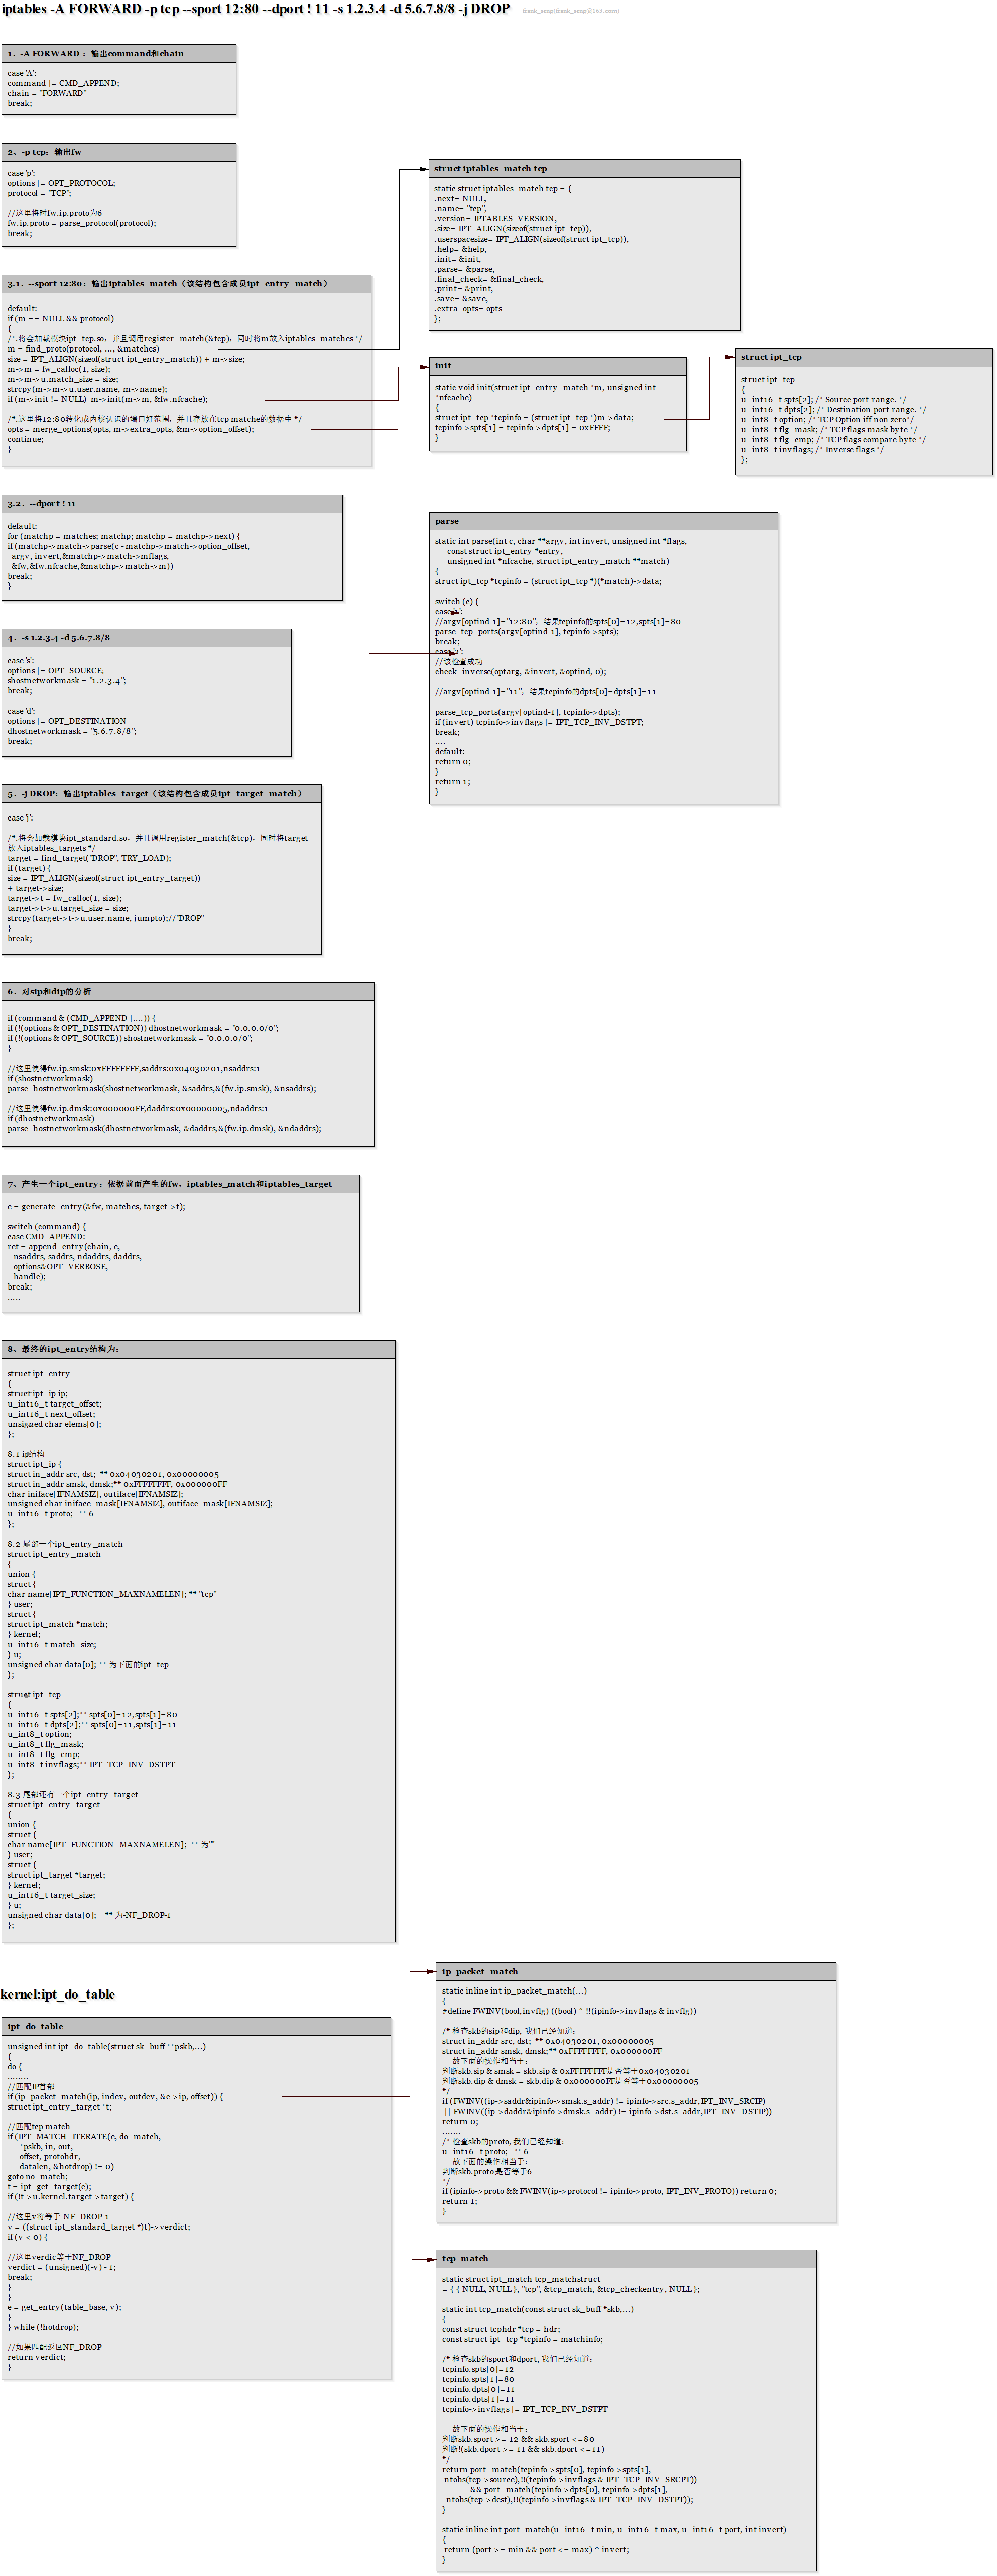 iptables -A FORWARD -p tcp --sport 12:80 --dport ! 11 -s 1.2.3.4 -d 5.6.7.8/8 -j DROP
1、-A FORWARD ：输出command和chain
case 'A':
command |= CMD_APPEND;
chain = "FORWARD"
break;
2、-p tcp：输出fw
case 'p':
options |= OPT_PROTOCOL;
protocol = "TCP";
//这里将时fw.ip.proto为6
fw.ip.proto = parse_protocol(protocol);
break;
3.1、--sport 12:80：输出iptables_match（该结构包含成员ipt_entry_match）
default:
if (m == NULL && protocol)
{
/*.将会加载模块ipt_tcp.so，并且调用register_match(&tcp)，同时将m放入iptables_matches */
m = find_proto(protocol, ..., &matches)
size = IPT_ALIGN(sizeof(struct ipt_entry_match)) + m->size;
m->m = fw_calloc(1, size);
m->m->u.match_size = size;
strcpy(m->m->u.user.name, m->name);
if (m->init != NULL)  m->init(m->m, &fw.nfcache);
/*.这里将12:80转化成内核认识的端口好范围，并且存放在tcp matche的数据中 */
opts = merge_options(opts, m->extra_opts, &m->option_offset);
continue;
}
3.2、--dport ! 11
default:
for (matchp = matches; matchp; matchp = matchp->next) {
if (matchp->match->parse(c - matchp->match->option_offset,
argv, invert,&matchp->match->mflags,
&fw,&fw.nfcache,&matchp->match->m))
break;
}
4、-s 1.2.3.4 -d 5.6.7.8/8
case 's':
options |= OPT_SOURCE;
shostnetworkmask = "1.2.3.4";
break;
case 'd':
options |= OPT_DESTINATION
dhostnetworkmask = "5.6.7.8/8";
break;
5、-j DROP：输出iptables_target（该结构包含成员ipt_target_match）
case 'j':
/*.将会加载模块ipt_standard.so，并且调用register_match(&tcp)，同时将target
放入iptables_targets */
target = find_target("DROP", TRY_LOAD);
if (target) {
size = IPT_ALIGN(sizeof(struct ipt_entry_target))
+ target->size;
target->t = fw_calloc(1, size);
target->t->u.target_size = size;
strcpy(target->t->u.user.name, jumpto);//"DROP"
}
break;
6、对sip和dip的分析
if (command & (CMD_APPEND |....)) {
if (!(options & OPT_DESTINATION)) dhostnetworkmask = "0.0.0.0/0";
if (!(options & OPT_SOURCE)) shostnetworkmask = "0.0.0.0/0";
}
//这里使得fw.ip.smsk:0xFFFFFFFF,saddrs:0x04030201,nsaddrs:1
if (shostnetworkmask)
parse_hostnetworkmask(shostnetworkmask, &saddrs,&(fw.ip.smsk), &nsaddrs);
//这里使得fw.ip.dmsk:0x000000FF,daddrs:0x00000005,ndaddrs:1
if (dhostnetworkmask)
parse_hostnetworkmask(dhostnetworkmask, &daddrs,&(fw.ip.dmsk), &ndaddrs);
7、产生一个ipt_entry：依据前面产生的fw，iptables_match和iptables_target
e = generate_entry(&fw, matches, target->t);
switch (command) {
case CMD_APPEND:
ret = append_entry(chain, e,
nsaddrs, saddrs, ndaddrs, daddrs,
options&OPT_VERBOSE,
handle);
break;
.....
8、最终的ipt_entry结构为：
struct ipt_entry
{
struct ipt_ip ip;
u_int16_t target_offset;
u_int16_t next_offset;
unsigned char elems[0];
};
8.1 ip结构
struct ipt_ip {
struct in_addr src, dst;  ** 0x04030201, 0x00000005
struct in_addr smsk, dmsk;** 0xFFFFFFFF, 0x000000FF
char iniface[IFNAMSIZ], outiface[IFNAMSIZ];
unsigned char iniface_mask[IFNAMSIZ], outiface_mask[IFNAMSIZ];
u_int16_t proto;   ** 6
};
8.2 尾部一个ipt_entry_match
struct ipt_entry_match
{
union {
struct {
char name[IPT_FUNCTION_MAXNAMELEN]; ** "tcp"
} user;
struct {
struct ipt_match *match;
} kernel;
u_int16_t match_size;
} u;
unsigned char data[0]; ** 为下面的ipt_tcp
};
struct ipt_tcp
{
u_int16_t spts[2];** spts[0]=12,spts[1]=80
u_int16_t dpts[2];** spts[0]=11,spts[1]=11
u_int8_t option;
u_int8_t flg_mask;
u_int8_t flg_cmp;
u_int8_t invflags;** IPT_TCP_INV_DSTPT
};
8.3 尾部还有一个ipt_entry_target
struct ipt_entry_target
{
union {
struct {
char name[IPT_FUNCTION_MAXNAMELEN];  ** 为""
} user;
struct {
struct ipt_target *target;
} kernel;
u_int16_t target_size;
} u;
unsigned char data[0];    ** 为-NF_DROP-1
};
struct iptables_match tcp
static struct iptables_match tcp = {
.next= NULL,
.name= "tcp",
.version= IPTABLES_VERSION,
.size= IPT_ALIGN(sizeof(struct ipt_tcp)),
.userspacesize= IPT_ALIGN(sizeof(struct ipt_tcp)),
.help= &help,
.init= &init,
.parse= &parse,
.final_check= &final_check,
.print= &print,
.save= &save,
.extra_opts= opts
};
init
static void init(struct ipt_entry_match *m, unsigned int
*nfcache)
{
struct ipt_tcp *tcpinfo = (struct ipt_tcp *)m->data;
tcpinfo->spts[1] = tcpinfo->dpts[1] = 0xFFFF;
}
struct ipt_tcp
struct ipt_tcp
{
u_int16_t spts[2]; /* Source port range. */
u_int16_t dpts[2]; /* Destination port range. */
u_int8_t option; /* TCP Option iff non-zero*/
u_int8_t flg_mask; /* TCP flags mask byte */
u_int8_t flg_cmp; /* TCP flags compare byte */
u_int8_t invflags; /* Inverse flags */
};
parse
static int parse(int c, char **argv, int invert, unsigned int *flags,
const struct ipt_entry *entry,
unsigned int *nfcache, struct ipt_entry_match **match)
{
struct ipt_tcp *tcpinfo = (struct ipt_tcp *)(*match)->data;
switch (c) {
case '1':
//argv[optind-1]="12:80"，结果tcpinfo的spts[0]=12,spts[1]=80
parse_tcp_ports(argv[optind-1], tcpinfo->spts);
break;
case '2':
//该检查成功
check_inverse(optarg, &invert, &optind, 0);
//argv[optind-1]="11"，结果tcpinfo的dpts[0]=dpts[1]=11
parse_tcp_ports(argv[optind-1], tcpinfo->dpts);
if (invert) tcpinfo->invflags |= IPT_TCP_INV_DSTPT;
break;
....
default:
return 0;
}
return 1;
}
kernel:ipt_do_table
ipt_do_table
unsigned int ipt_do_table(struct sk_buff **pskb,...)
{
do {
........
//匹配IP首部
if (ip_packet_match(ip, indev, outdev, &e->ip, offset)) {
struct ipt_entry_target *t;
//匹配tcp match
if (IPT_MATCH_ITERATE(e, do_match,
*pskb, in, out,
offset, protohdr,
datalen, &hotdrop) != 0)
goto no_match;
t = ipt_get_target(e);
if (!t->u.kernel.target->target) {
//这里v将等于-NF_DROP-1
v = ((struct ipt_standard_target *)t)->verdict;
if (v < 0) {
//这里verdic等于NF_DROP
verdict = (unsigned)(-v) - 1;
break;
}
}
e = get_entry(table_base, v);
}
} while (!hotdrop);
//如果匹配返回NF_DROP
return verdict;
}
ip_packet_match
static inline int ip_packet_match(...)
{
#define FWINV(bool,invflg) ((bool) ^ !!(ipinfo->invflags & invflg))
/* 检查skb的sip和dip, 我们已经知道：
struct in_addr src, dst;  ** 0x04030201, 0x00000005
struct in_addr smsk, dmsk;** 0xFFFFFFFF, 0x000000FF
故下面的操作相当于：
判断skb.sip & smsk = skb.sip & 0xFFFFFFFF是否等于0x04030201
判断skb.dip & dmsk = skb.dip & 0x000000FF是否等于0x00000005
*/
if (FWINV((ip->saddr&ipinfo->smsk.s_addr) != ipinfo->src.s_addr,IPT_INV_SRCIP)
|| FWINV((ip->daddr&ipinfo->dmsk.s_addr) != ipinfo->dst.s_addr,IPT_INV_DSTIP))
return 0;
.......
/* 检查skb的proto, 我们已经知道：
u_int16_t proto;   ** 6
故下面的操作相当于：
判断skb.proto是否等于6
*/
if (ipinfo->proto && FWINV(ip->protocol != ipinfo->proto, IPT_INV_PROTO)) return 0;
return 1;
}
tcp_match
static struct ipt_match tcp_matchstruct
= { { NULL, NULL }, "tcp", &tcp_match, &tcp_checkentry, NULL };
static int tcp_match(const struct sk_buff *skb,...)
{
const struct tcphdr *tcp = hdr;
const struct ipt_tcp *tcpinfo = matchinfo;
/* 检查skb的sport和dport, 我们已经知道：
tcpinfo.spts[0]=12
tcpinfo.spts[1]=80
tcpinfo.dpts[0]=11
tcpinfo.dpts[1]=11
tcpinfo->invflags |= IPT_TCP_INV_DSTPT
故下面的操作相当于：
判断skb.sport >= 12 && skb.sport <=80
判断!(skb.dport >= 11 && skb.dport <=11)
*/
return port_match(tcpinfo->spts[0], tcpinfo->spts[1],
ntohs(tcp->source),!!(tcpinfo->invflags & IPT_TCP_INV_SRCPT))
&& port_match(tcpinfo->dpts[0], tcpinfo->dpts[1],
ntohs(tcp->dest),!!(tcpinfo->invflags & IPT_TCP_INV_DSTPT));
}
static inline int port_match(u_int16_t min, u_int16_t max, u_int16_t port, int invert)
{
return (port >= min && port <= max) ^ invert;
}